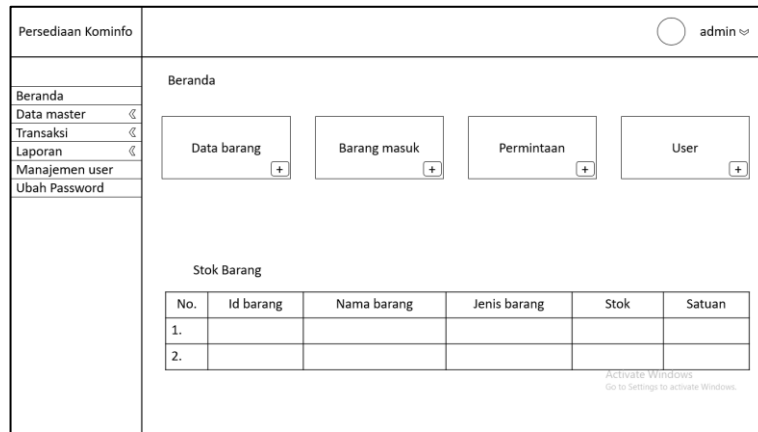 Persediaan Kominfo
admin
Beranda
Data master
Transaksi
Laporan
Manajemen user
Ubah Password
Beranda
Data barang
+
Barang masuk
+
Permintaan
+
User
+
Stok Barang
No. Id barang Nama barang Jenis barang Stok Satuan
1.
2.
Activate Windows
Go to Settings to activate Windows.